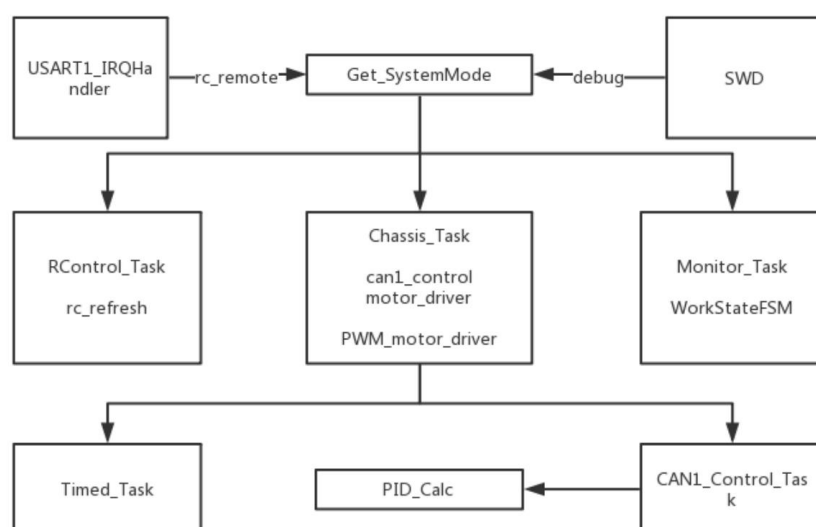 USART1_IRQHa
ndler
rc_remote
Get_SystemMode
debug
SWD
RControl_Task
rc_refresh
Chassis_Task
can1_control
motor_driver
PWM_motor_driver
Monitor_Task
WorkStateFSM
Timed_Task
PID_Calc
CAN1_Control_Tas
k